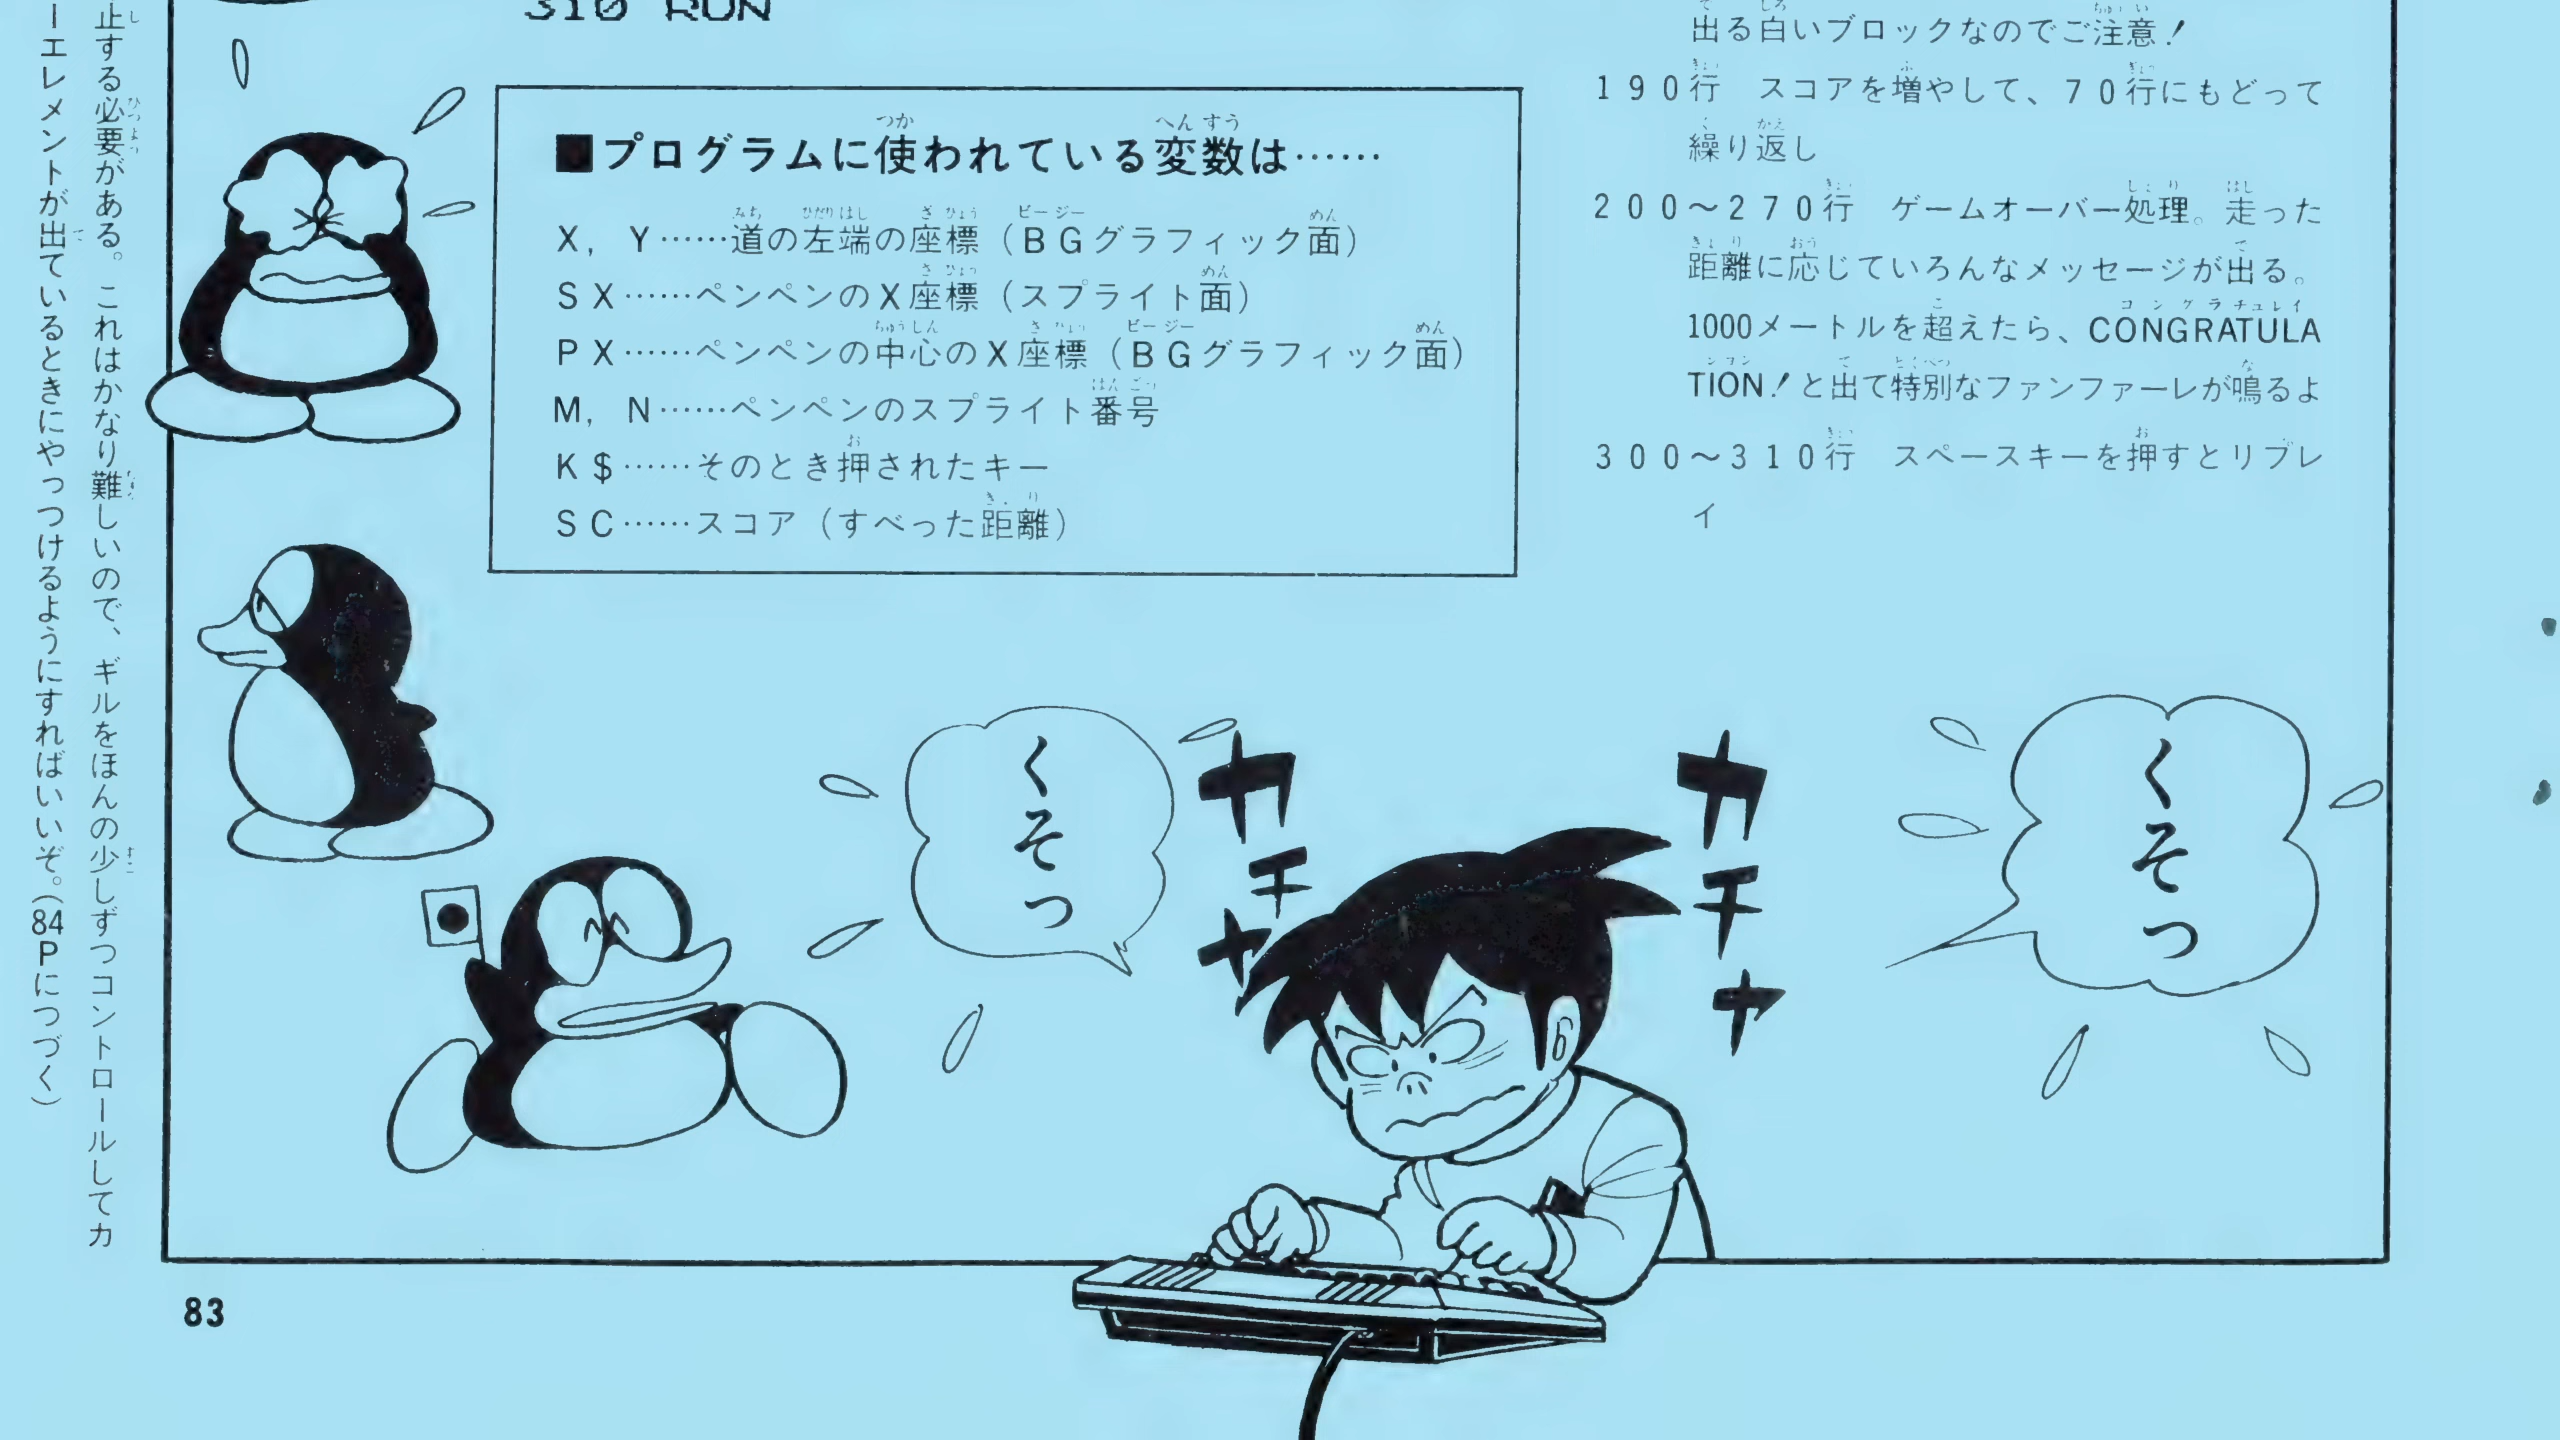 310 RUN
■プログラムに使われている変数は……
X，Y……道の左端の座標（BGグラフィック面）
SX……ペンペンのX座標（スプライト面）
PX……ペンペンの中心のX座標（BGグラフィック面）
M，N……ペンペンのスプライト番号
K$……そのとき押されたキー
SC……スコア（すべった距離）
出る白いブロックなのでご注意！
190行　スコアを増やして、70行にもどって
繰り返し
200～270行　ゲームオーバー処理。走った
距離に応じていろんなメッセージが出る。
1000メートルを超えたら、CONGRATULA
TION！と出て特別なファンファーレが鳴るよ
300～310行　スペースキーを押すとリプレ
イ
くそっ
カチャ
カチャ
くそっ
止する必要がある。これはかなり難しいので、ギルをほんの少しずつコントロールしてカ
ーエレメントが出ているときにやっつけるようにすればいいぞ。（84Pにつづく）
83